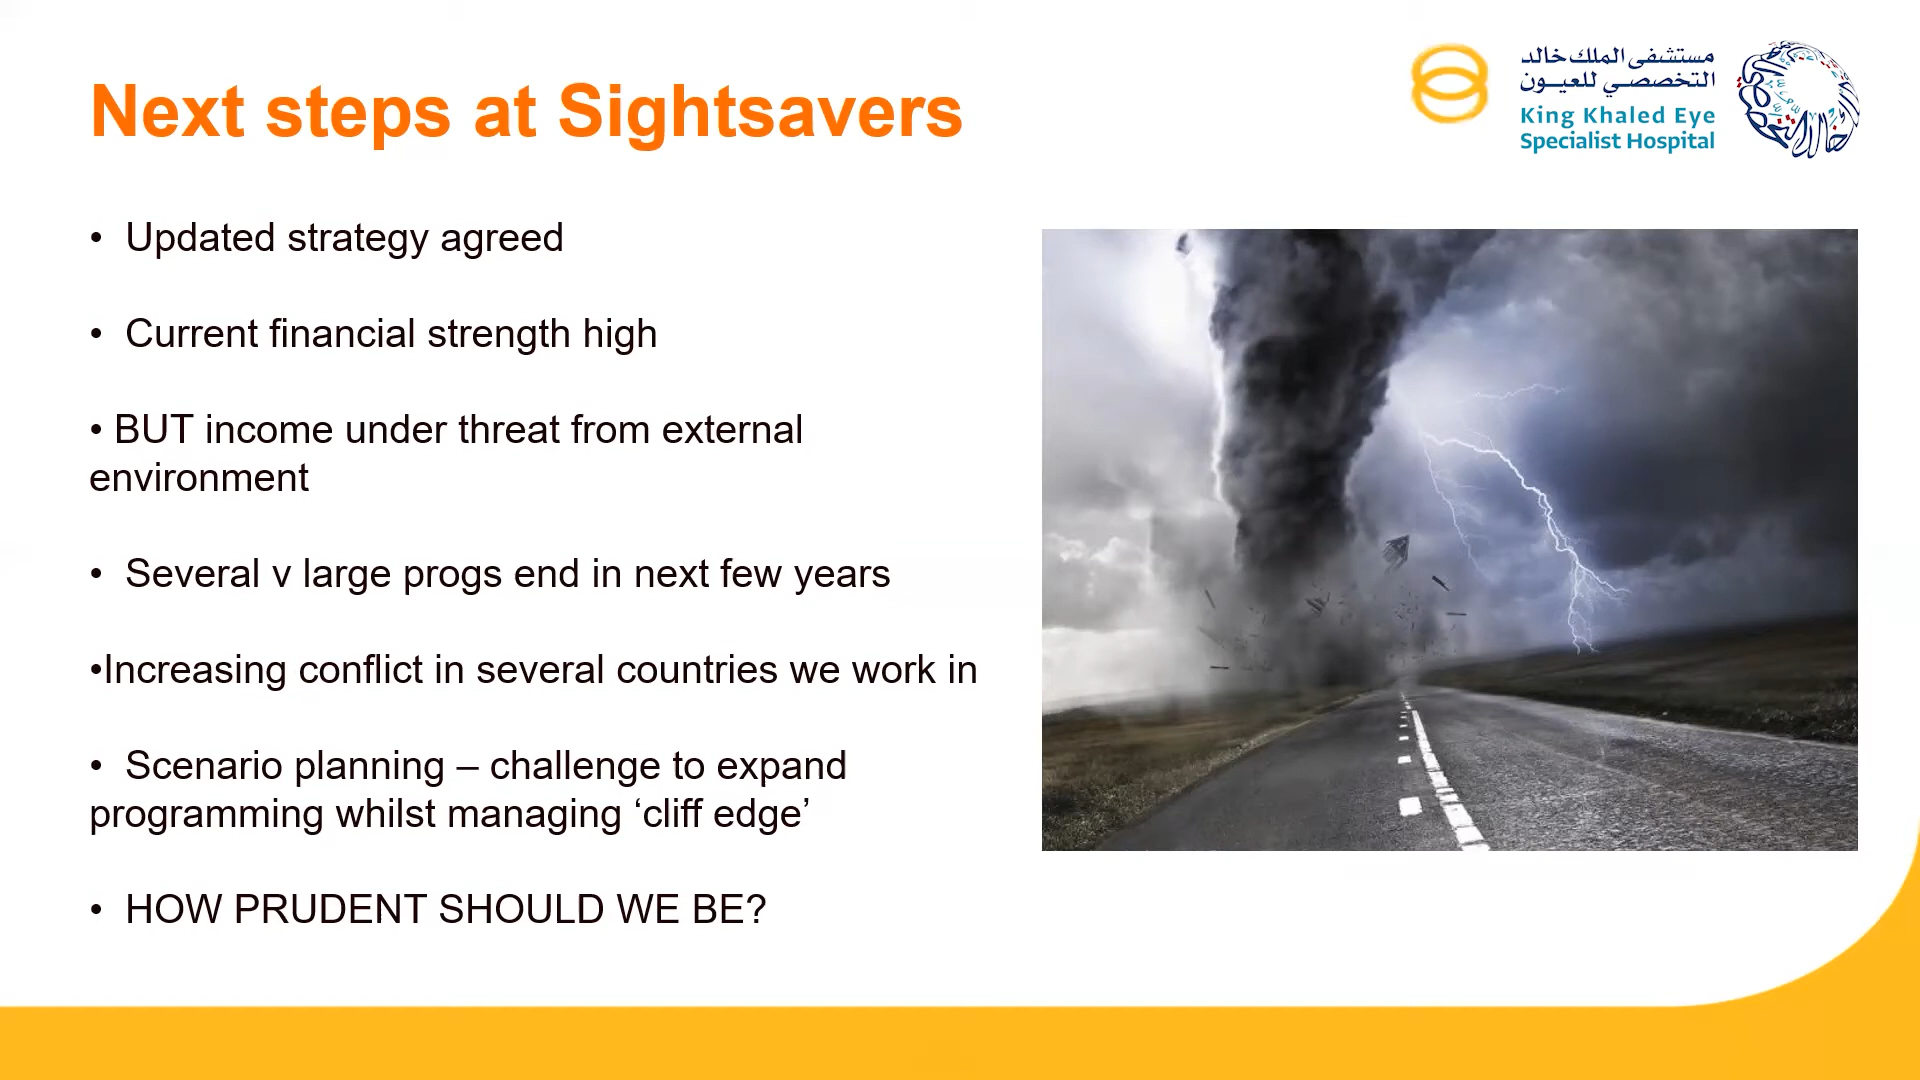 Next steps at Sightsavers
مستشفى الملك خالد
التخصصي للعيون
King Khaled Eye
Specialist Hospital
• Updated strategy agreed
• Current financial strength high
• BUT income under threat from external
environment
• Several v large progs end in next few years
•Increasing conflict in several countries we work in
• Scenario planning – challenge to expand
programming whilst managing ‘cliff edge’
• HOW PRUDENT SHOULD WE BE?